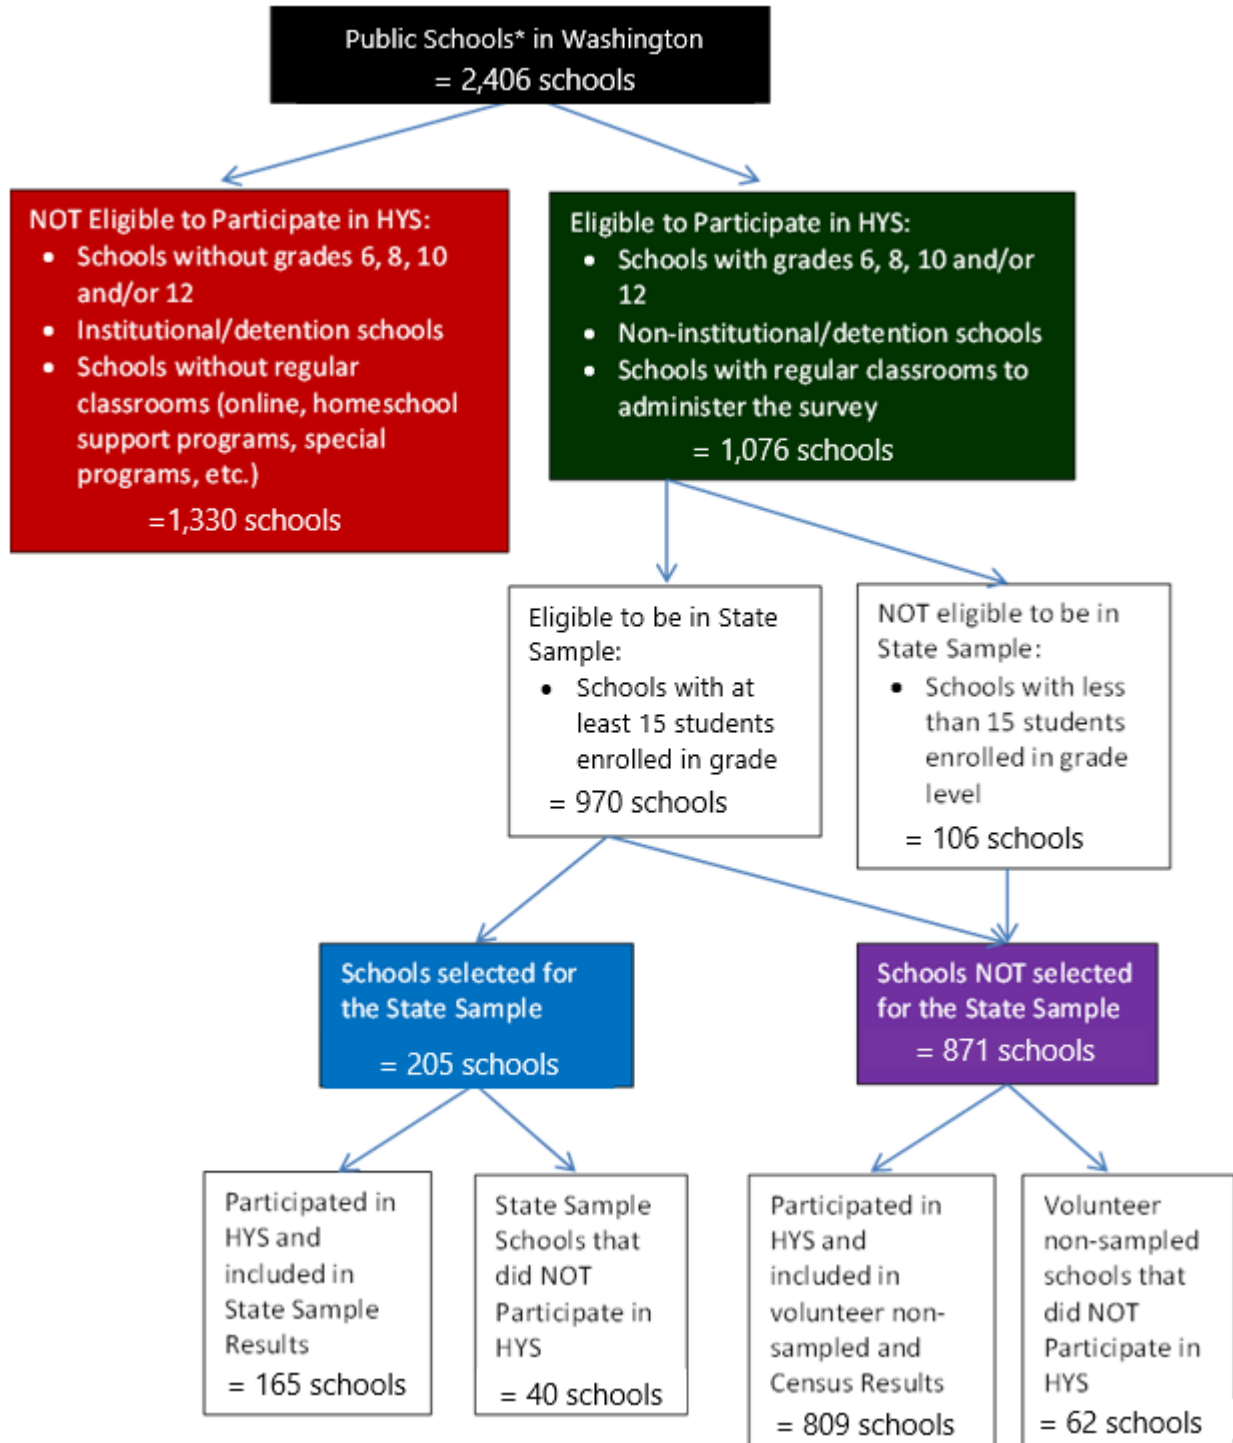 Public Schools* in Washington
= 2,406 schools
NOT Eligible to Participate in HYS:
• Schools without grades 6, 8, 10
and/or 12
• Institutional/detention schools
• Schools without regular
classrooms (online, homeschool
support programs, special
programs, etc.)
=1,330 schools
Eligible to Participate in HYS:
• Schools with grades 6, 8, 10 and/or
12
• Non-institutional/detention schools
• Schools with regular classrooms to
administer the survey
= 1,076 schools
Eligible to be in State
Sample:
• Schools with at
least 15 students
enrolled in grade
= 970 schools
NOT eligible to be in
State Sample:
• Schools with less
than 15 students
enrolled in grade
level
= 106 schools
Schools selected for
the State Sample
= 205 schools
Schools NOT selected
for the State Sample
= 871 schools
Participated in
HYS and
included in
State Sample
Results
= 165 schools
State Sample
Schools that
did NOT
Participate in
HYS
= 40 schools
Participated in
HYS and
included in
volunteer non-
sampled and
Census Results
= 809 schools
Volunteer
non-sampled
schools that
did NOT
Participate in
HYS
= 62 schools